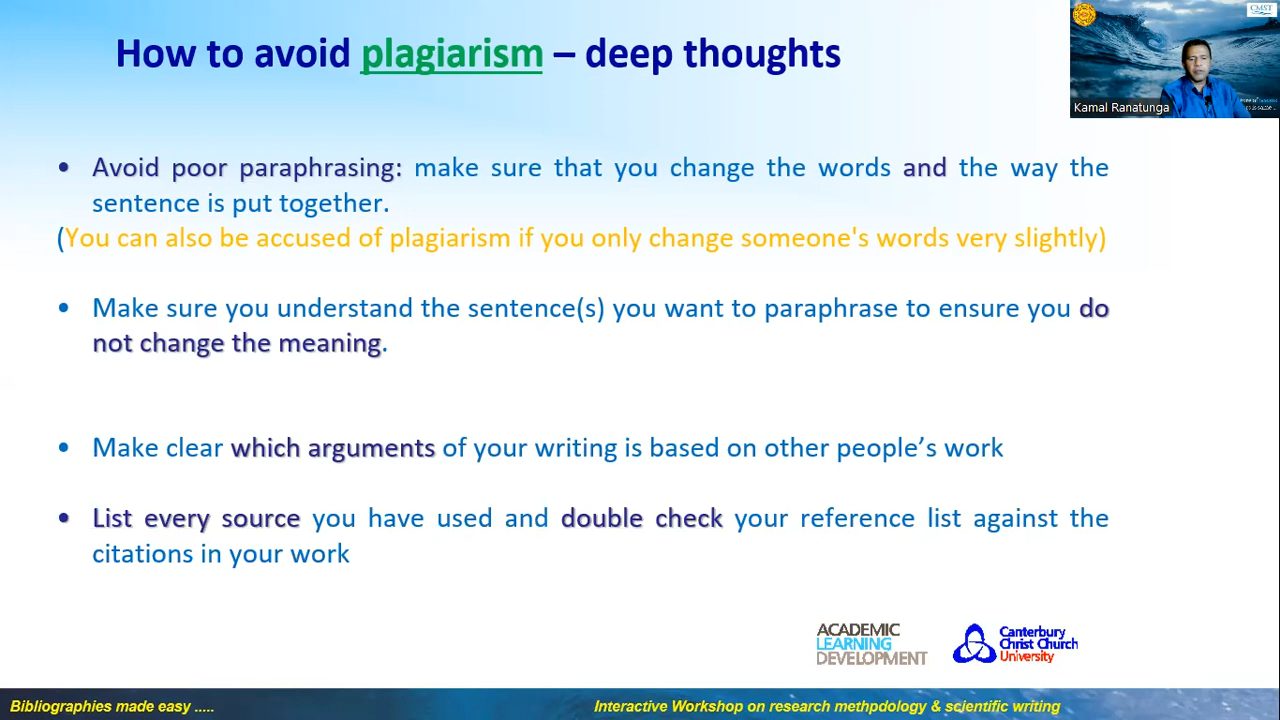 How to avoid plagiarism – deep thoughts
CMST
Kamal Ranatunga
• Avoid poor paraphrasing: make sure that you change the words and the way the
sentence is put together.
(You can also be accused of plagiarism if you only change someone's words very slightly)
• Make sure you understand the sentence(s) you want to paraphrase to ensure you do
not change the meaning.
• Make clear which arguments of your writing is based on other people’s work
• List every source you have used and double check your reference list against the
citations in your work
ACADEMIC
LEARNING
DEVELOPMENT
Canterbury
Christ Church
University
Bibliographies made easy .....
Interactive Workshop on research methpdology & scientific writing